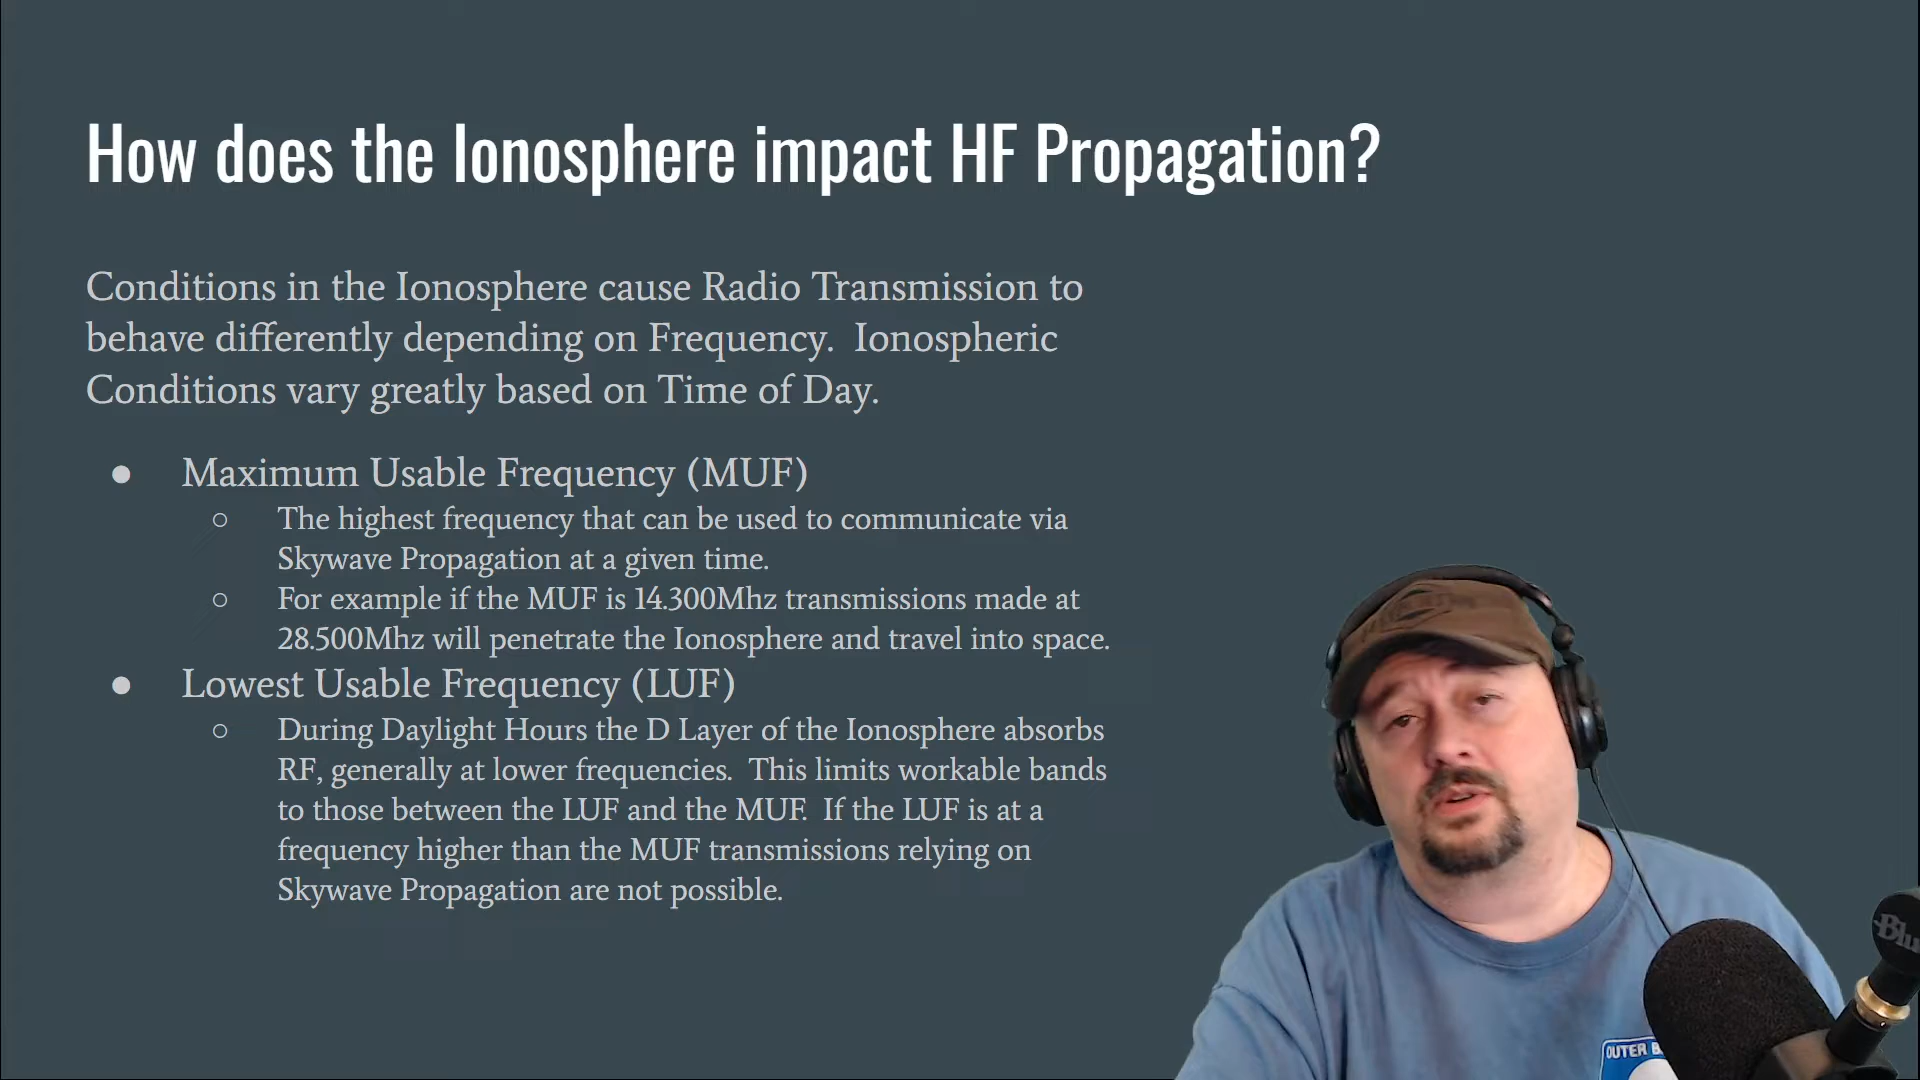 How does the Ionosphere impact HF Propagation?
Conditions in the Ionosphere cause Radio Transmission to
behave differently depending on Frequency.  Ionospheric
Conditions vary greatly based on Time of Day.
● Maximum Usable Frequency (MUF)
○ The highest frequency that can be used to communicate via
Skywave Propagation at a given time.
○ For example if the MUF is 14.300Mhz transmissions made at
28.500Mhz will penetrate the Ionosphere and travel into space.
● Lowest Usable Frequency (LUF)
○ During Daylight Hours the D Layer of the Ionosphere absorbs
RF, generally at lower frequencies.  This limits workable bands
to those between the LUF and the MUF.  If the LUF is at a
frequency higher than the MUF transmissions relying on
Skywave Propagation are not possible.
Blu
OUTER B